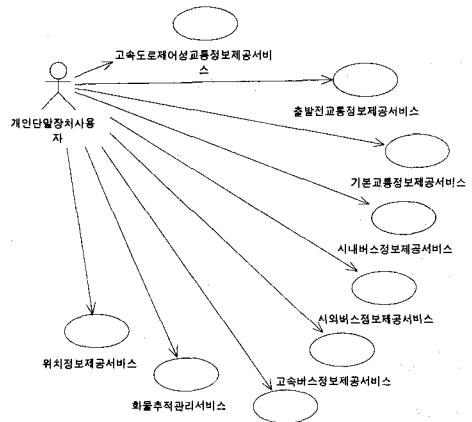 고속도로제어성교통정보제공서비
스
출발전교통정보제공서비스
개인단말장치사용
자
기본교통정보제공서비스
시내버스정보제공서비스
시외버스정보제공서비스
위치정보제공서비스
고속버스정보제공서비스
화물추적관리서비스